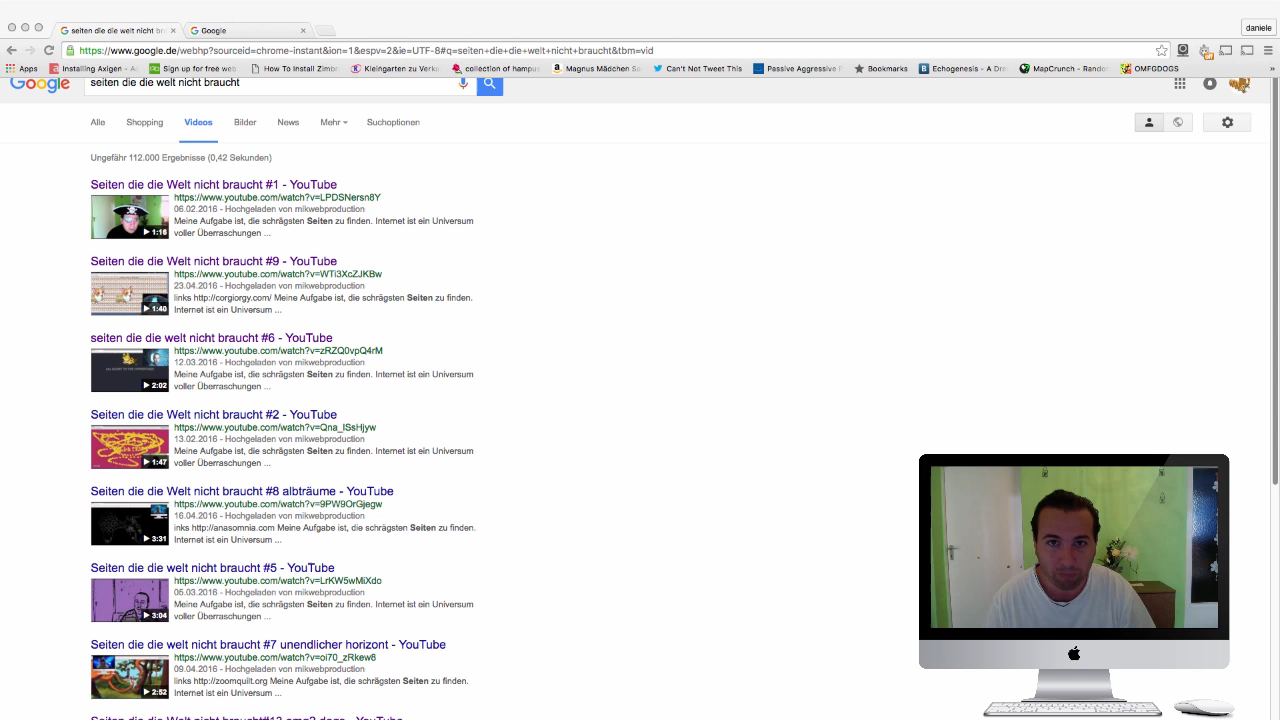 seiten die die welt nicht br
Google
daniele
https://www.google.de/webhp?sourceid=chrome-instant&ion=1&espv=2&ie=UTF-8#q=seiten+die+die+welt+nicht+braucht&tbm=vid
Apps Installing Axigen - Sign up for free web How To Install Zimb Kleingarten zu Verka collection of hampus Magnus Mädchen Se Can't Not Tweet This Passive Aggressive P Bookmarks Echogenesis - A Dre MapCrunch - Rando OMFGDOGS »
Google seiten die die welt nicht braucht
Alle Shopping Videos Bilder News Mehr Suchoptionen
Ungefähr 112.000 Ergebnisse (0,42 Sekunden)
Seiten die die Welt nicht braucht #1 - YouTube
https://www.youtube.com/watch?v=LPDSNersn8Y
06.02.2016 - Hochgeladen von mikwebproduction
Meine Aufgabe ist, die schrägsten Seiten zu finden. Internet ist ein Universum
voller Überraschungen ...
1:16
Seiten die die Welt nicht braucht #9 - YouTube
https://www.youtube.com/watch?v=WTi3XcZJKBw
23.04.2016 - Hochgeladen von mikwebproduction
links http://corgiorgy.com/ Meine Aufgabe ist, die schrägsten Seiten zu finden.
Internet ist ein Universum ...
1:40
seiten die die welt nicht braucht #6 - YouTube
https://www.youtube.com/watch?v=zRZQ0vpQ4rM
12.03.2016 - Hochgeladen von mikwebproduction
Meine Aufgabe ist, die schrägsten Seiten zu finden. Internet ist ein Universum
voller Überraschungen ...
2:02
Seiten die die Welt nicht braucht #2 - YouTube
https://www.youtube.com/watch?v=Qna_lSsHjyw
13.02.2016 - Hochgeladen von mikwebproduction
Meine Aufgabe ist, die schrägsten Seiten zu finden. Internet ist ein Universum
voller Überraschungen ...
1:47
Seiten die die Welt nicht braucht #8 albträume - YouTube
https://www.youtube.com/watch?v=9PW9OrGjegw
16.04.2016 - Hochgeladen von mikwebproduction
inks http://anasomnia.com Meine Aufgabe ist, die schrägsten Seiten zu finden.
Internet ist ein Universum ...
3:31
Seiten die die Welt nicht braucht #5 - YouTube
https://www.youtube.com/watch?v=LrKW5wMiXdo
05.03.2016 - Hochgeladen von mikwebproduction
Meine Aufgabe ist, die schrägsten Seiten zu finden. Internet ist ein Universum
voller Überraschungen ...
3:04
Seiten die die welt nicht braucht #7 unendlicher horizont - YouTube
https://www.youtube.com/watch?v=oi70_zRkew8
09.04.2016 - Hochgeladen von mikwebproduction
links http://zoomquilt.org Meine Aufgabe ist, die schrägsten Seiten zu finden.
Internet ist ein Universum ...
2:52